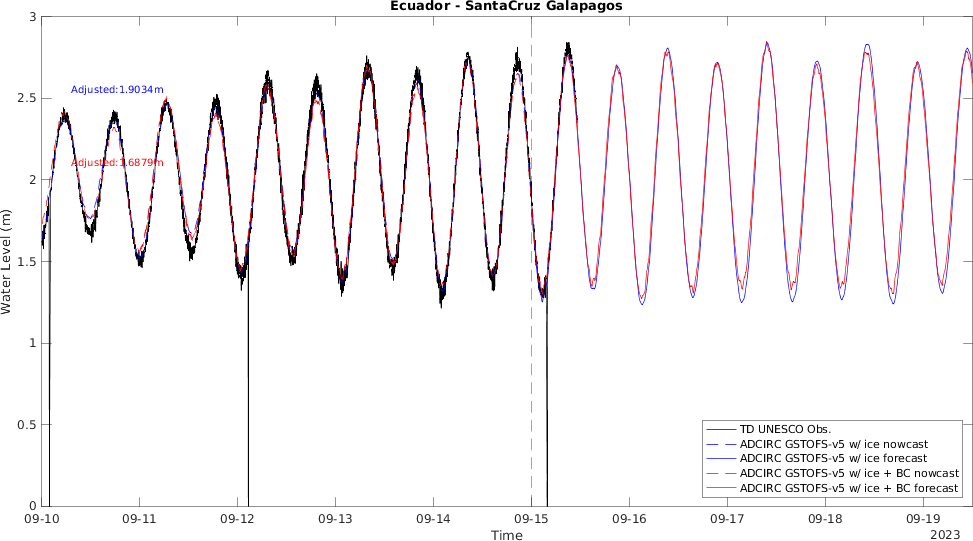 Ecuador - SantaCruz Galapagos
Water Level (m)
3
2.5
2
1.5
1
0.5
0
Adjusted:1.9034m
Adjusted:1.6879m
TD UNESCO Obs.
ADCIRC GSTOFS-v5 w/ ice nowcast
ADCIRC GSTOFS-v5 w/ ice forecast
ADCIRC GSTOFS-v5 w/ ice + BC nowcast
ADCIRC GSTOFS-v5 w/ ice + BC forecast
09-10 09-11 09-12 09-13 09-14 09-15 09-16 09-17 09-18 09-19
Time
2023